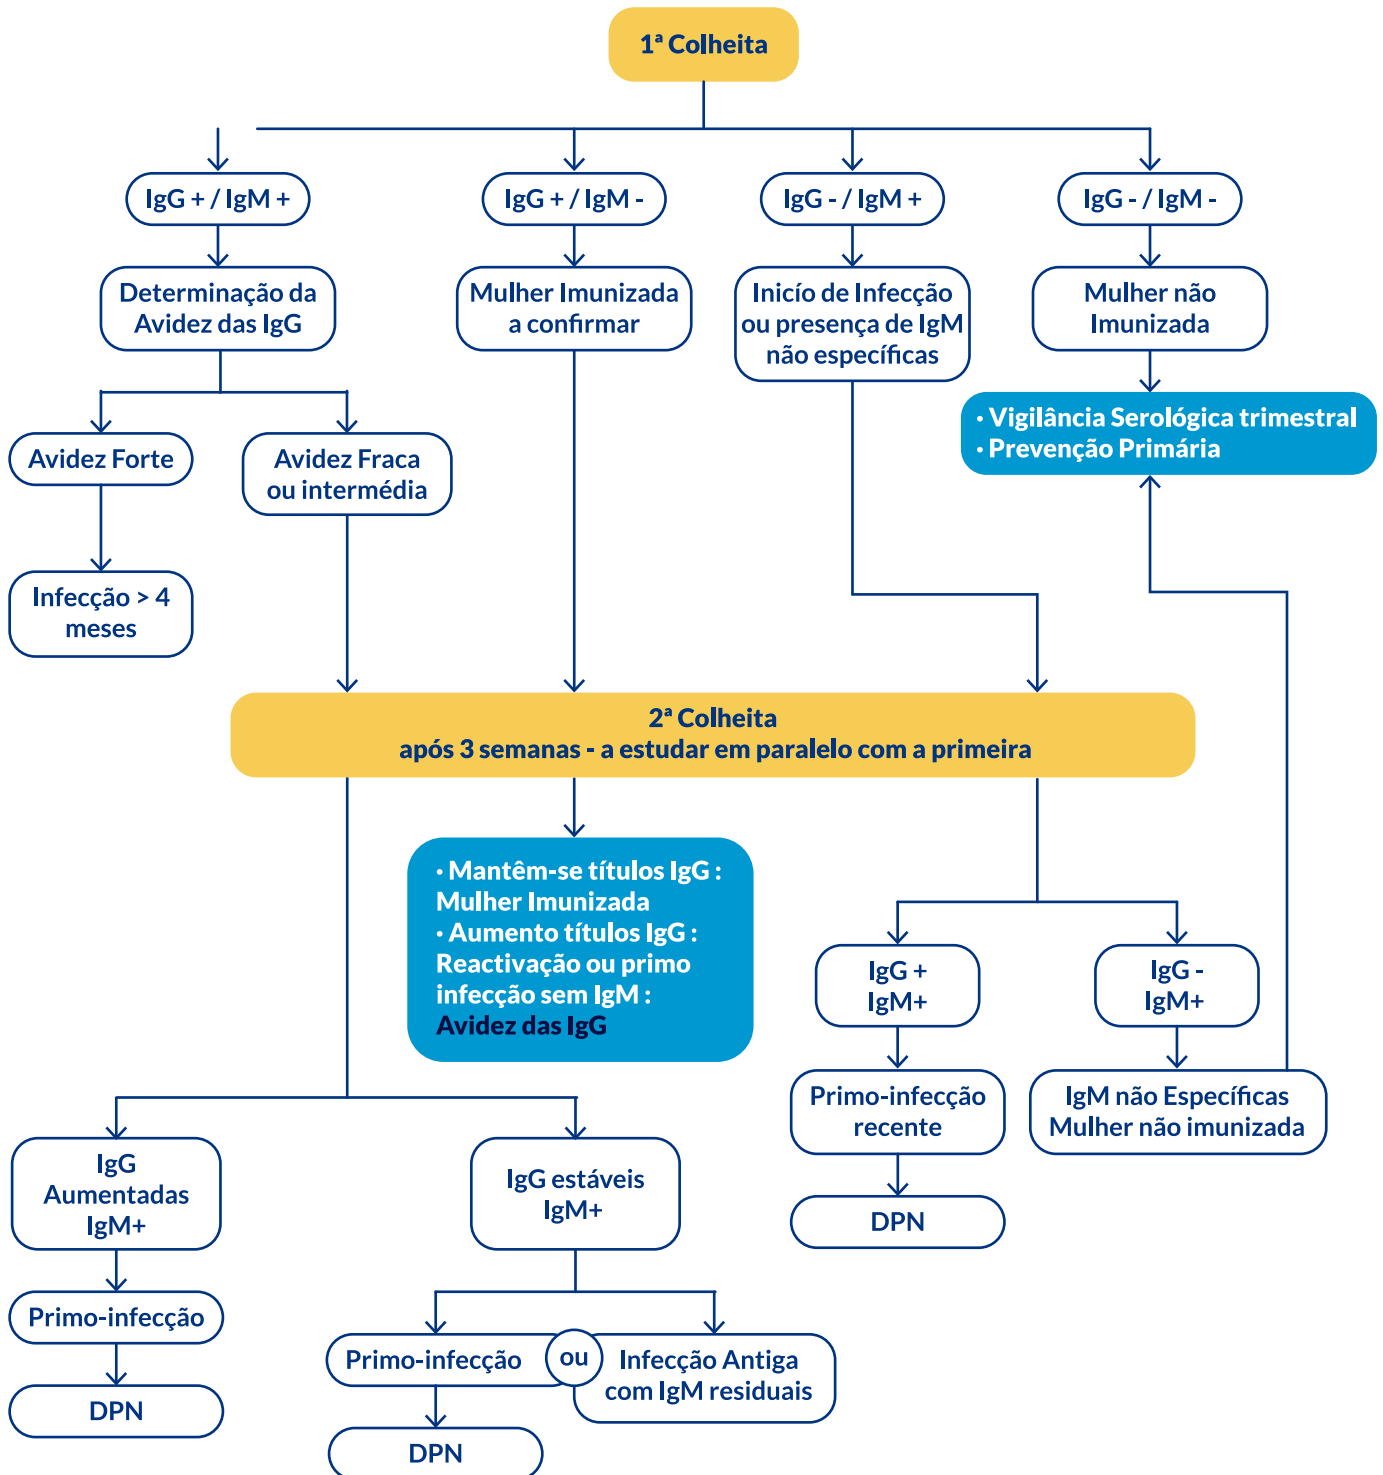 1ª Colheita
IgG + / IgM +
IgG + / IgM -
IgG - / IgM +
IgG - / IgM -
Determinação da
Avidez das IgG
Mulher Imunizada
a confirmar
Inicío de Infecção
ou presença de IgM
não específicas
Mulher não
Imunizada
· Vigilância Serológica trimestral
· Prevenção Primária
Avidez Forte
Avidez Fraca
ou intermédia
Infecção > 4
meses
2ª Colheita
após 3 semanas - a estudar em paralelo com a primeira
· Mantêm-se títulos IgG :
Mulher Imunizada
· Aumento títulos IgG :
Reactivação ou primo
infecção sem IgM :
Avidez das IgG
IgG +
IgM+
IgG -
IgM+
Primo-infecção
recente
IgM não Específicas
Mulher não imunizada
DPN
IgG
Aumentadas
IgM+
IgG estáveis
IgM+
Primo-infecção
Primo-infecção
ou
Infecção Antiga
com IgM residuais
DPN
DPN